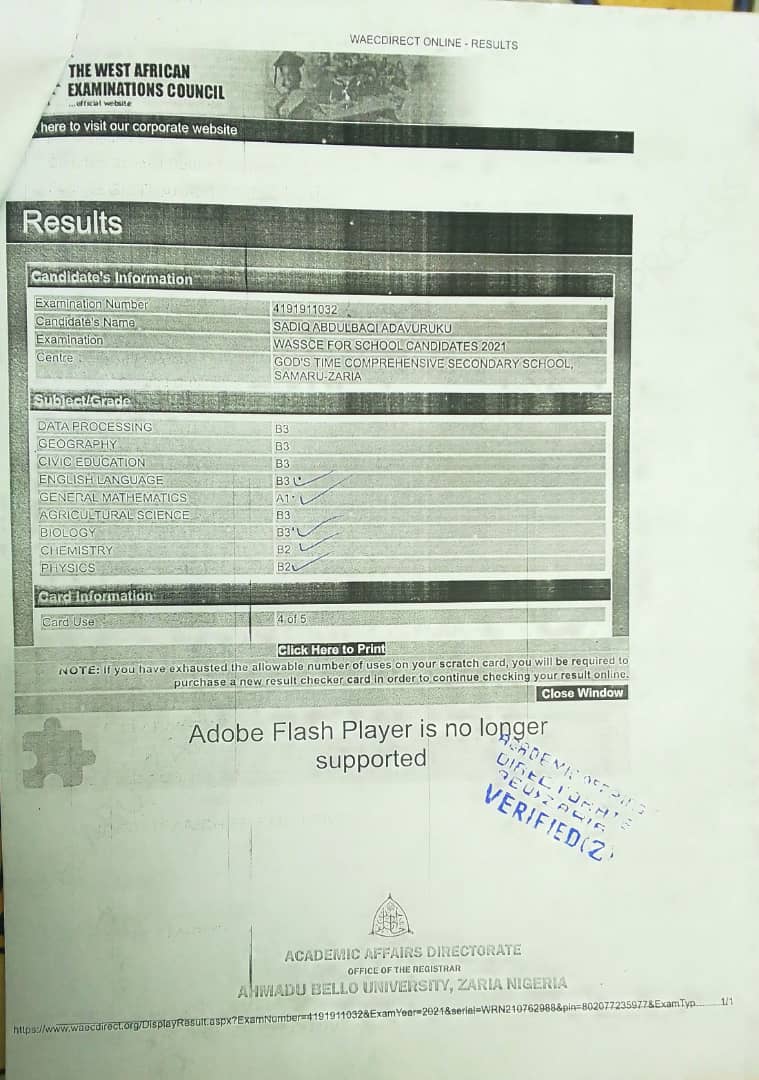 WAECDIRECT ONLINE - RESULTS
THE WEST AFRICAN
EXAMINATIONS COUNCIL
...official website
here to visit our corporate website
Results
Candidate's Information
Examination Number 4191911032
Candidate's Name SADIQ ABDULBAQI ADAVURUKU
Examination WASSCE FOR SCHOOL CANDIDATES 2021
Centre GOD'S TIME COMPREHENSIVE SECONDARY SCHOOL,
SAMARU-ZARIA
Subject/Grade
DATA PROCESSING B3
GEOGRAPHY B3
CIVIC EDUCATION B3
ENGLISH LANGUAGE B3
GENERAL MATHEMATICS A1
AGRICULTURAL SCIENCE B3
BIOLOGY B3
CHEMISTRY B2
PHYSICS B2
Card Information
Card Use 4 of 5
Click Here to Print
NOTE: if you have exhausted the allowable number of uses on your scratch card, you will be required to
purchase a new result checker card in order to continue checking your result online.
Close Window
Adobe Flash Player is no longer
supported
ACADEMIC AFFAIRS
DIRECTORATE
VERIFIED(2)
ACADEMIC AFFAIRS DIRECTORATE
OFFICE OF THE REGISTRAR
AHMADU BELLO UNIVERSITY, ZARIA NIGERIA
https://www.waecdirect.org/DisplayResult.aspx?ExamNumber=4191911032&ExamYear=2021&serial=WRN210762988&pin=802077235977&ExamTyp... 1/1